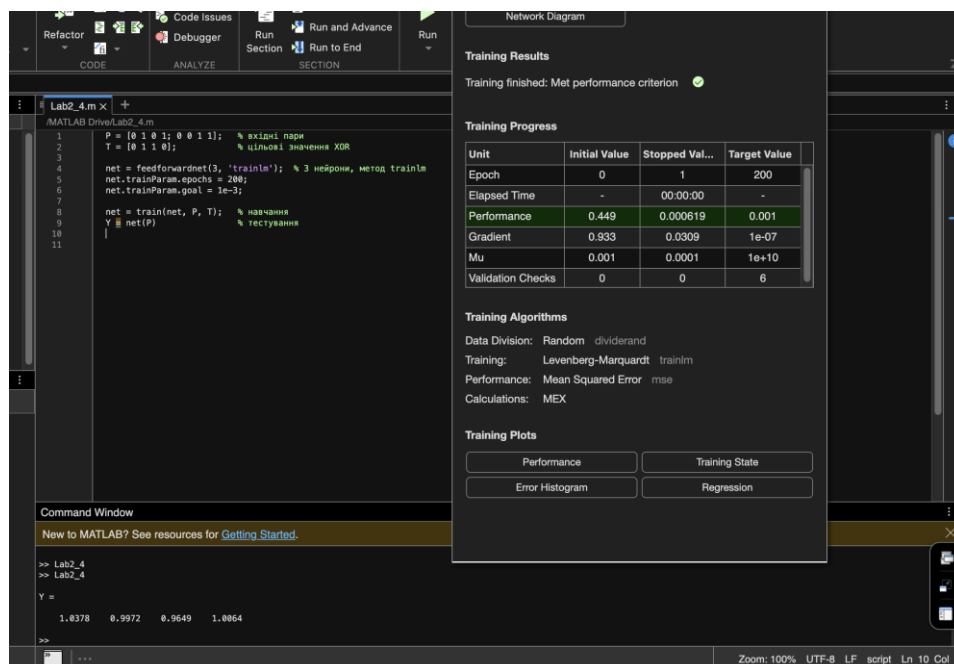 Refactor
CODE
Code Issues
Debugger
ANALYZE
Run Section
Run and Advance
Run to End
SECTION
Run
Lab2_4.m
/MATLAB Drive/Lab2_4.m
1 P = [0 1 0 1; 0 0 1 1]; % вхідні пари
2 T = [0 1 1 0]; % цільові значення XOR
3
4 net = feedforwardnet(3, 'trainlm'); % 3 нейрони, метод trainlm
5 net.trainParam.epochs = 200;
6 net.trainParam.goal = 1e-3;
7
8 net = train(net, P, T); % навчання
9 Y = net(P) % тестування
10
11
Network Diagram
Training Results
Training finished: Met performance criterion
Training Progress
Unit Initial Value Stopped Val... Target Value
Epoch 0 1 200
Elapsed Time - 00:00:00 -
Performance 0.449 0.000619 0.001
Gradient 0.933 0.0309 1e-07
Mu 0.001 0.0001 1e+10
Validation Checks 0 0 6
Training Algorithms
Data Division: Random dividerand
Training: Levenberg-Marquardt trainlm
Performance: Mean Squared Error mse
Calculations: MEX
Training Plots
Performance Training State
Error Histogram Regression
Command Window
New to MATLAB? See resources for Getting Started.
>> Lab2_4
>> Lab2_4
Y =
1.0378 0.9972 0.9649 1.0064
>>
Zoom: 100% UTF-8 LF script Ln 10 Col